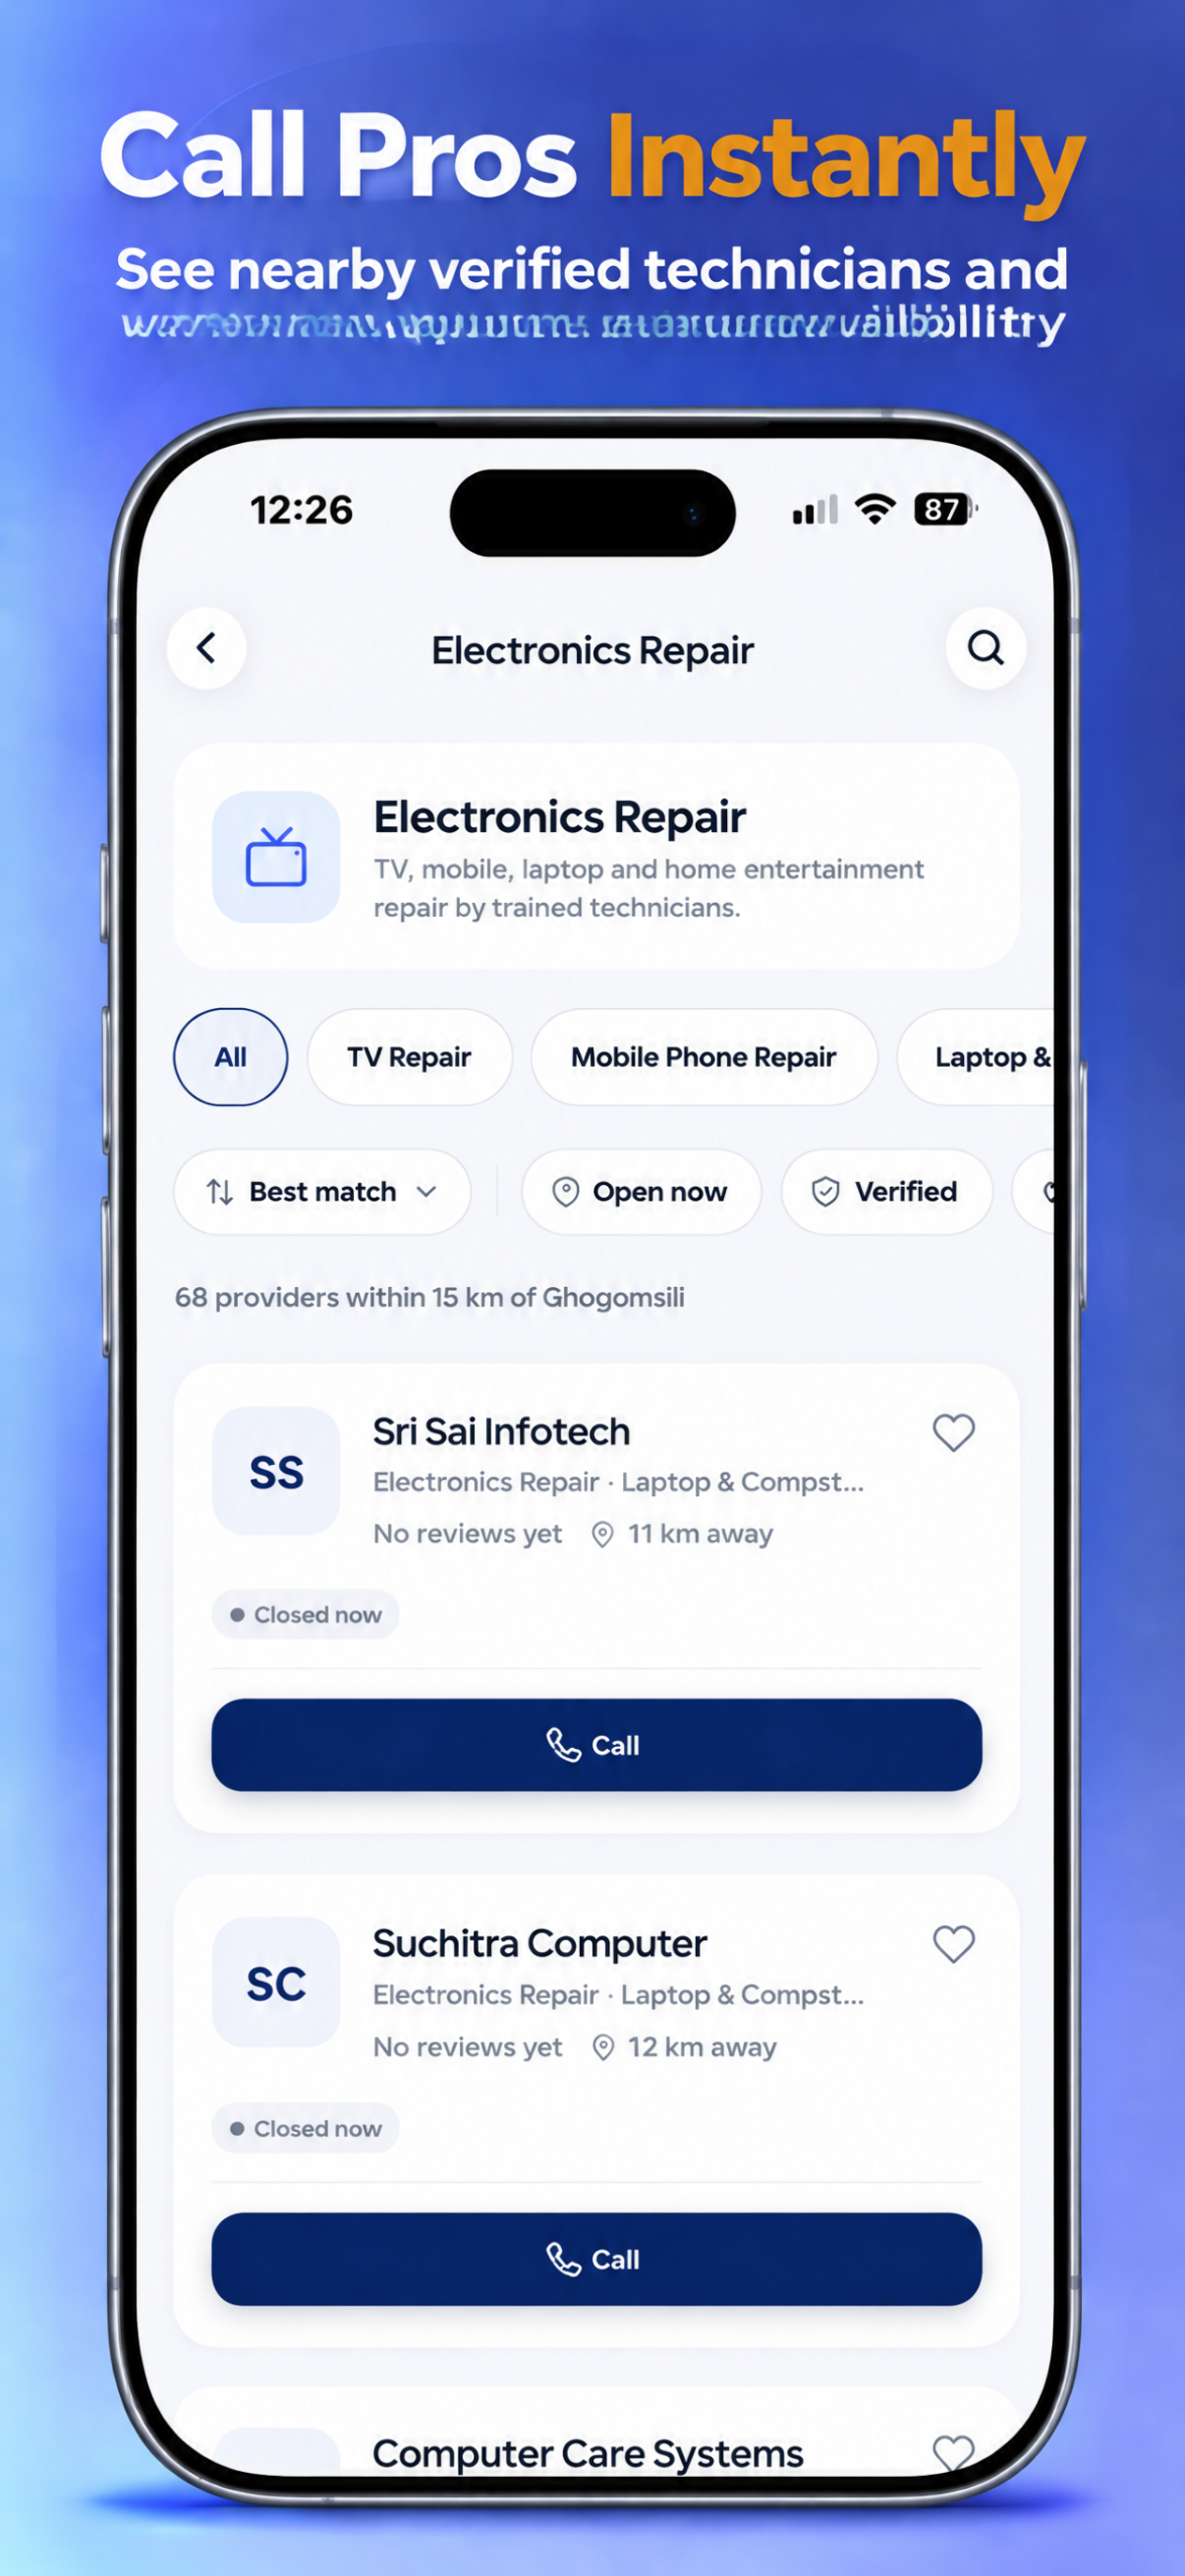 Call Pros Instantly
See nearby verified technicians and
12:26
87
Electronics Repair
Electronics Repair
TV, mobile, laptop and home entertainment
repair by trained technicians.
All
TV Repair
Mobile Phone Repair
Laptop &
Best match
Open now
Verified
68 providers within 15 km of Ghogomsili
SS
Sri Sai Infotech
Electronics Repair · Laptop & Compst...
No reviews yet
11 km away
Closed now
Call
SC
Suchitra Computer
Electronics Repair · Laptop & Compst...
No reviews yet
12 km away
Closed now
Call
Computer Care Systems